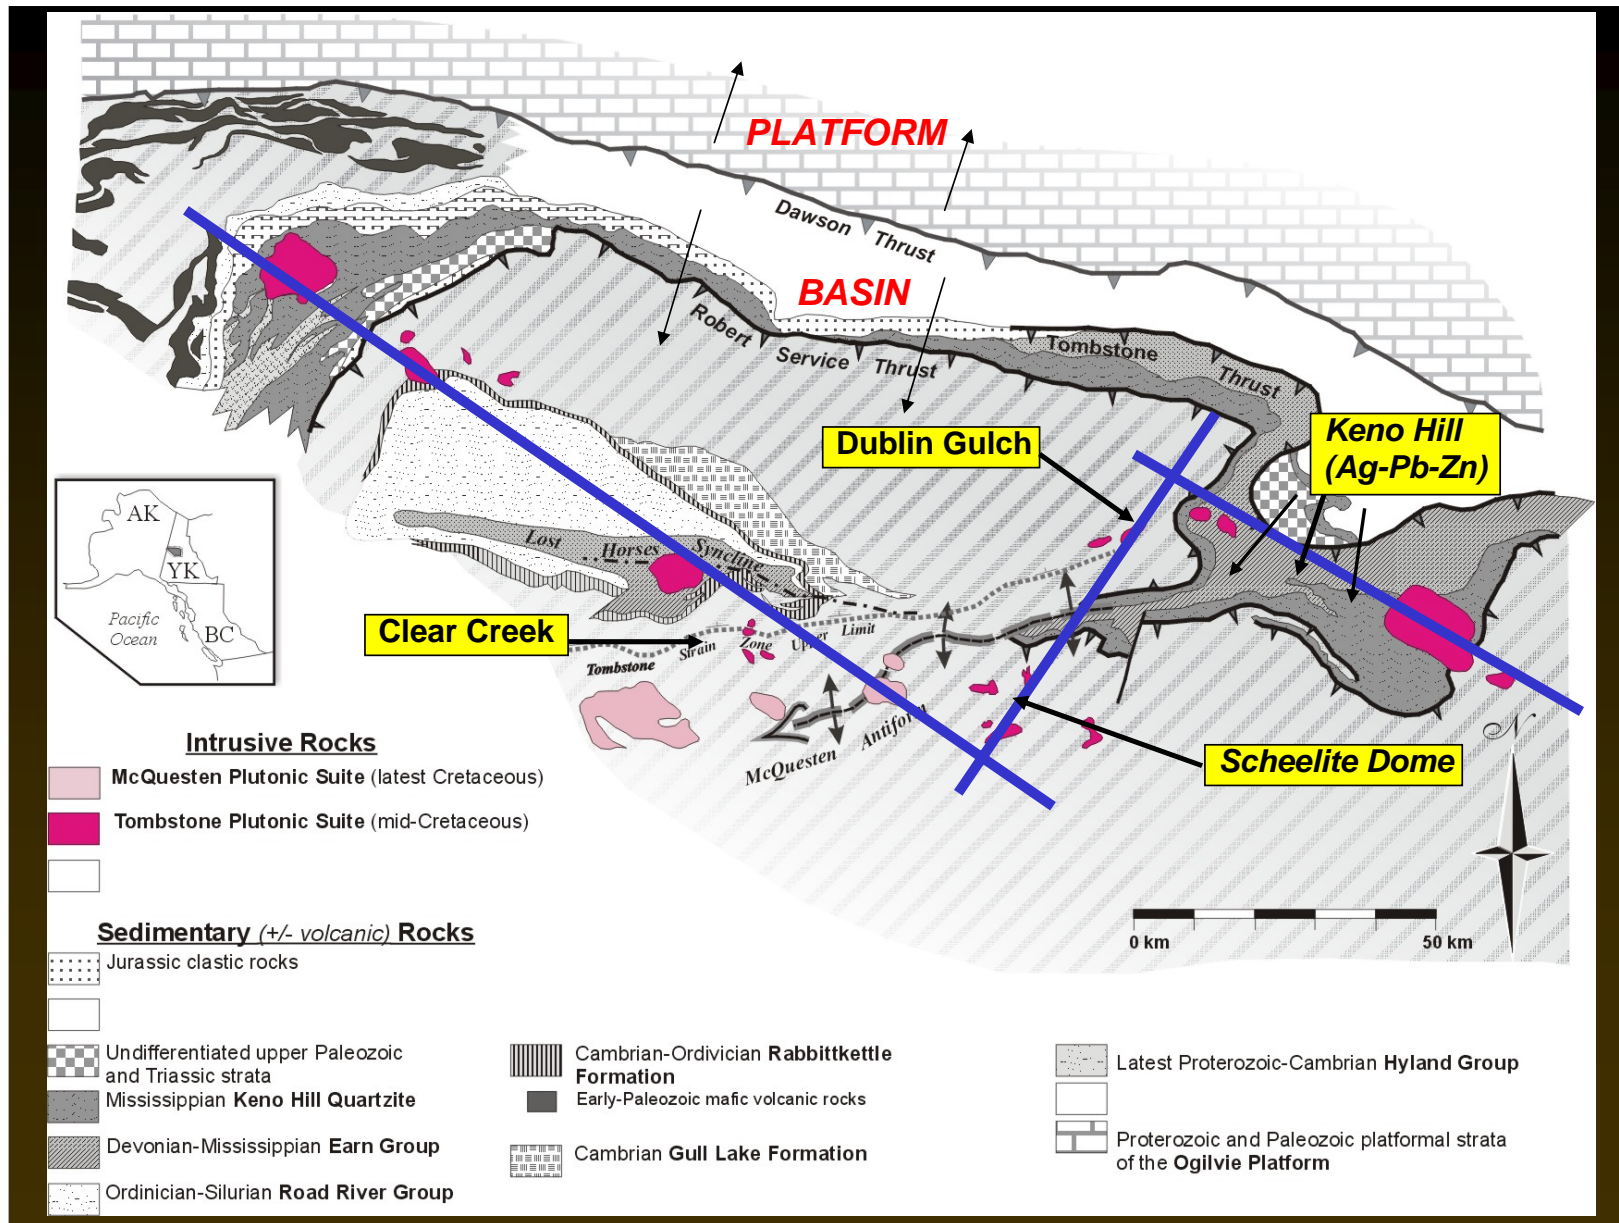 PLATFORM
Dawson Thrust
BASIN
Robert Service Thrust
Tombstone Thrust
Keno Hill
(Ag-Pb-Zn)
Dublin Gulch
Lost Horses Syncline
Clear Creek
Tombstone Strain Zone Upper Limit
McQuesten Antiform
Scheelite Dome
AK
YK
BC
Pacific
Ocean
N
0 km
50 km
Intrusive Rocks
McQuesten Plutonic Suite (latest Cretaceous)
Tombstone Plutonic Suite (mid-Cretaceous)
Sedimentary (+/- volcanic) Rocks
Jurassic clastic rocks
Undifferentiated upper Paleozoic
and Triassic strata
Mississippian Keno Hill Quartzite
Devonian-Mississippian Earn Group
Ordinician-Silurian Road River Group
Cambrian-Ordivician Rabbittkettle
Formation
Early-Paleozoic mafic volcanic rocks
Cambrian Gull Lake Formation
Latest Proterozoic-Cambrian Hyland Group
Proterozoic and Paleozoic platformal strata
of the Ogilvie Platform